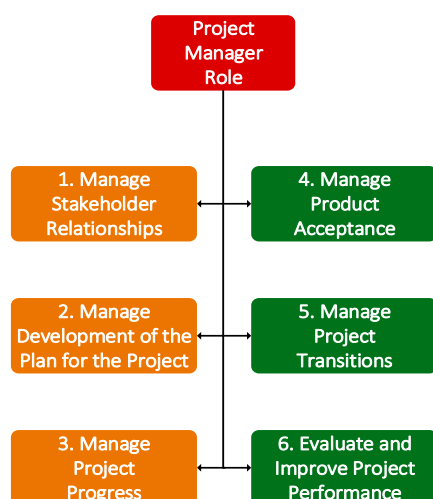 Project
Manager
Role
1. Manage
Stakeholder
Relationships
2. Manage
Development of the
Plan for the Project
3. Manage
Project
Progress
4. Manage
Product
Acceptance
5. Manage
Project
Transitions
6. Evaluate and
Improve Project
Performance